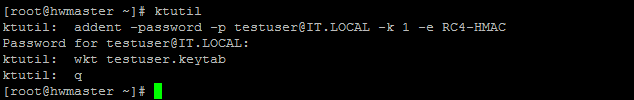 [root@hwmaster ~]# ktutil
ktutil:  addent -password -p testuser@IT.LOCAL -k 1 -e RC4-HMAC
Password for testuser@IT.LOCAL:
ktutil:  wkt testuser.keytab
ktutil:  q
[root@hwmaster ~]#